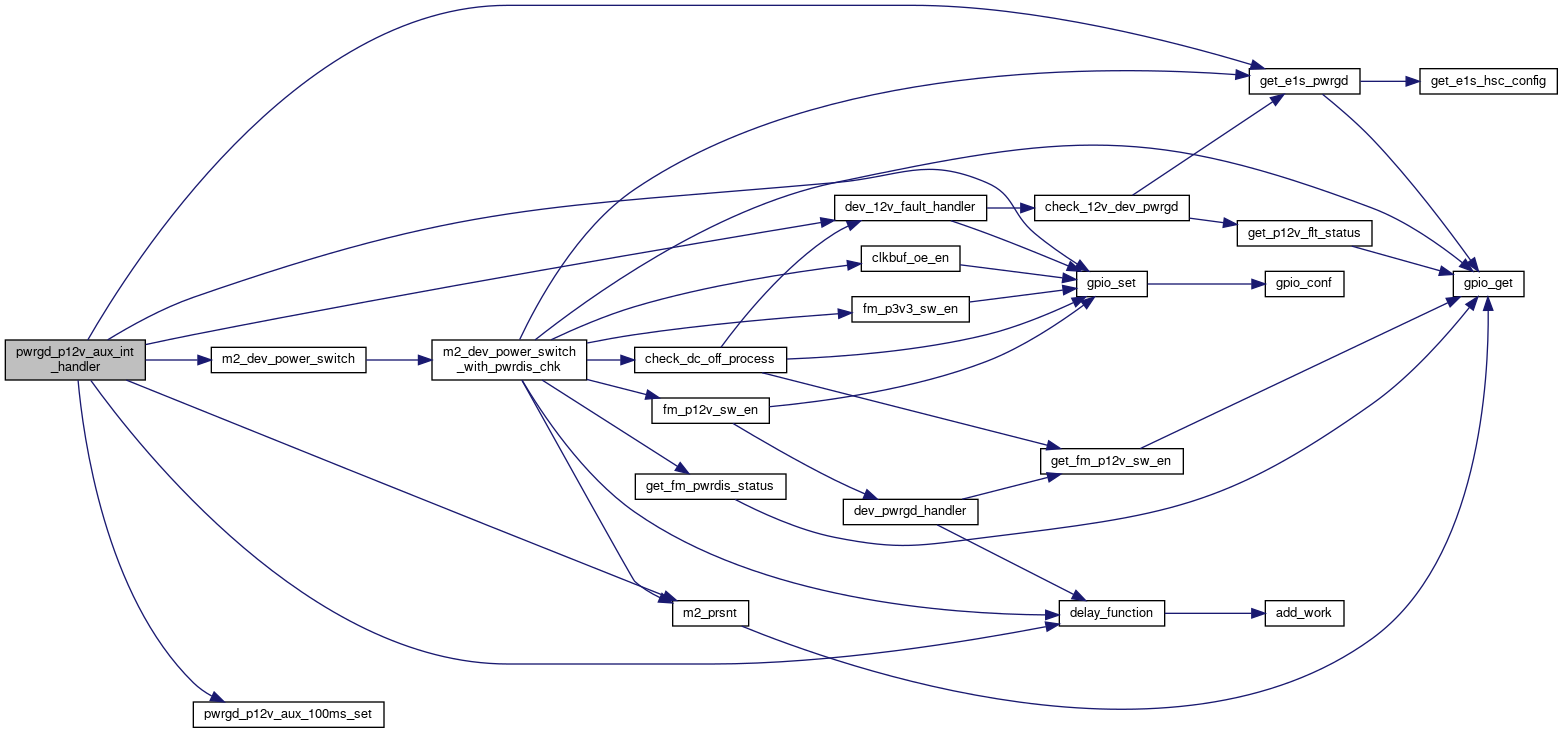 get_e1s_pwrgd
get_e1s_hsc_config
dev_12v_fault_handler
check_12v_dev_pwrgd
get_p12v_flt_status
clkbuf_oe_en
gpio_set
gpio_conf
gpio_get
fm_p3v3_sw_en
pwrgd_p12v_aux_int
_handler
m2_dev_power_switch
m2_dev_power_switch
_with_pwrdis_chk
check_dc_off_process
fm_p12v_sw_en
get_fm_p12v_sw_en
get_fm_pwrdis_status
dev_pwrgd_handler
m2_prsnt
delay_function
add_work
pwrgd_p12v_aux_100ms_set